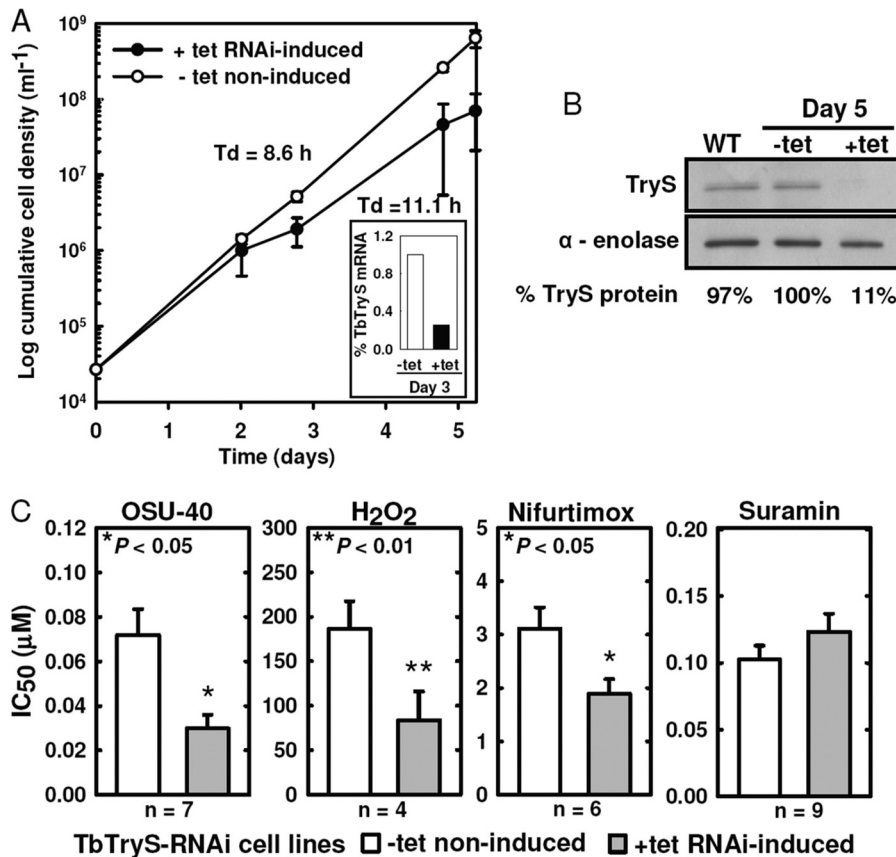 A
Log cumulative cell density (ml-1)
10⁹
10⁸
10⁷
10⁶
10⁵
10⁴
+ tet RNAi-induced
- tet non-induced
Td = 8.6 h
Td =11.1 h
% TbTryS mRNA
1.2
0.8
0.4
0.0
-tet +tet
Day 3
0 1 2 3 4 5
Time (days)
B
Day 5
WT -tet +tet
TryS
α - enolase
% TryS protein 97% 100% 11%
C
IC50 (μM)
OSU-40
* P < 0.05
0.12
0.10
0.08
0.06
0.04
0.02
0.00
*
n = 7
H2O2
** P < 0.01
300
250
200
150
100
50
0
**
n = 4
Nifurtimox
* P < 0.05
5
4
3
2
1
0
*
n = 6
Suramin
0.20
0.15
0.10
0.05
0.00
n = 9
TbTryS-RNAi cell lines -tet non-induced +tet RNAi-induced